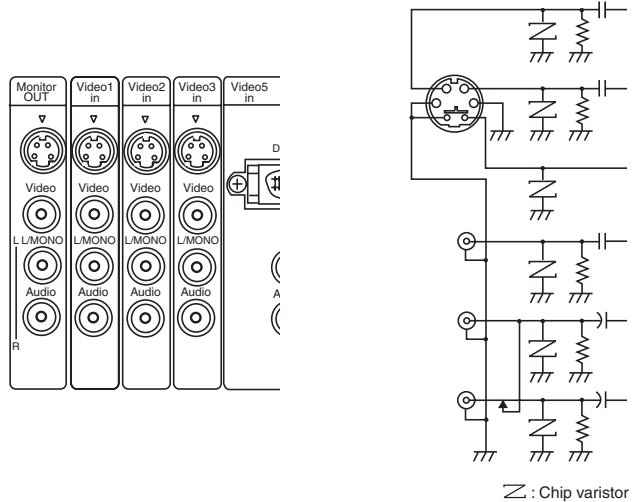 Monitor OUT
Video1 in
Video2 in
Video3 in
Video5 in
D
Video Video Video Video
L L/MONO L/MONO L/MONO L/MONO
Audio Audio Audio Audio A
R
: Chip varistor